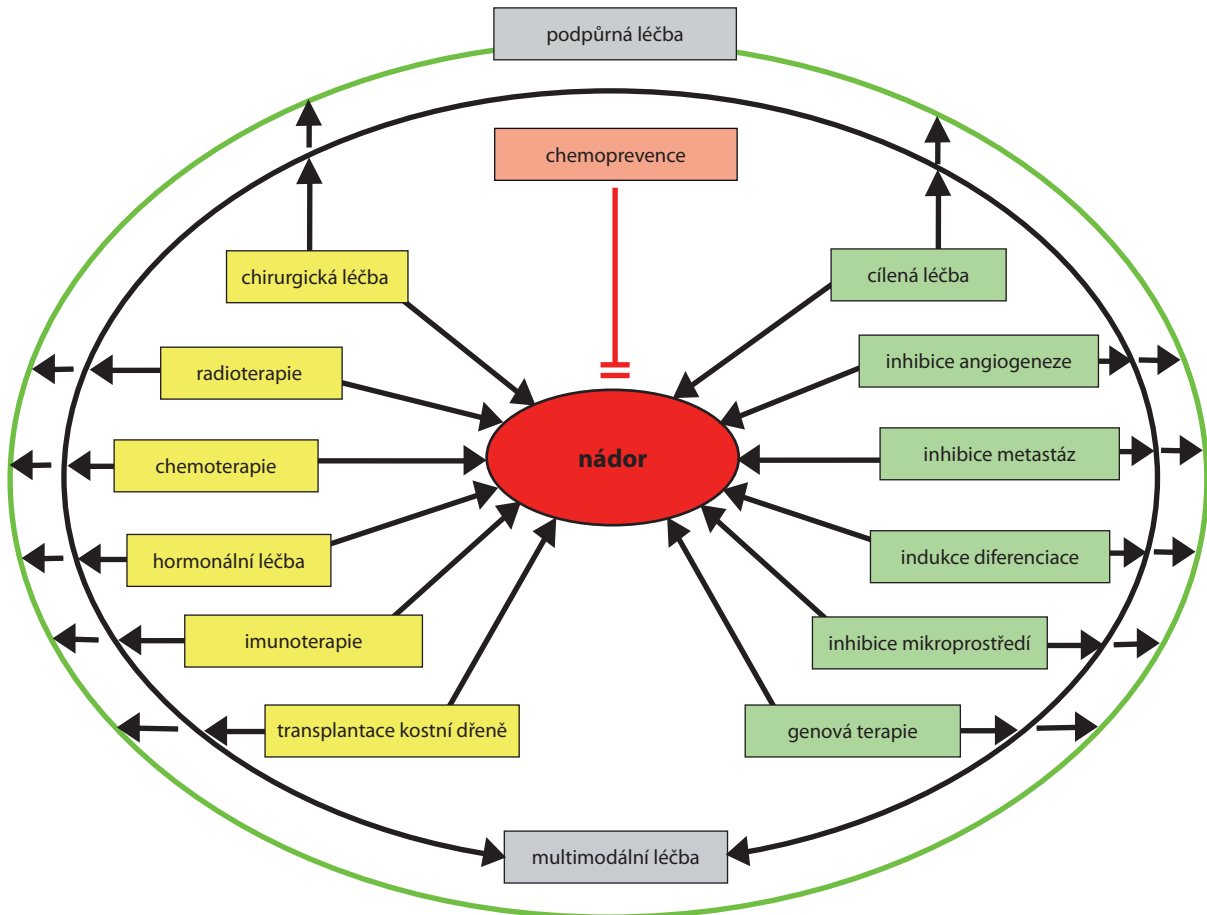 podpůrná léčba
chemoprevence
chirurgická léčba
cílená léčba
radioterapie
inhibice angiogeneze
chemoterapie
nádor
inhibice metastáz
hormonální léčba
indukce diferenciace
imunoterapie
inhibice mikroprostředí
transplantace kostní dřeně
genová terapie
multimodální léčba